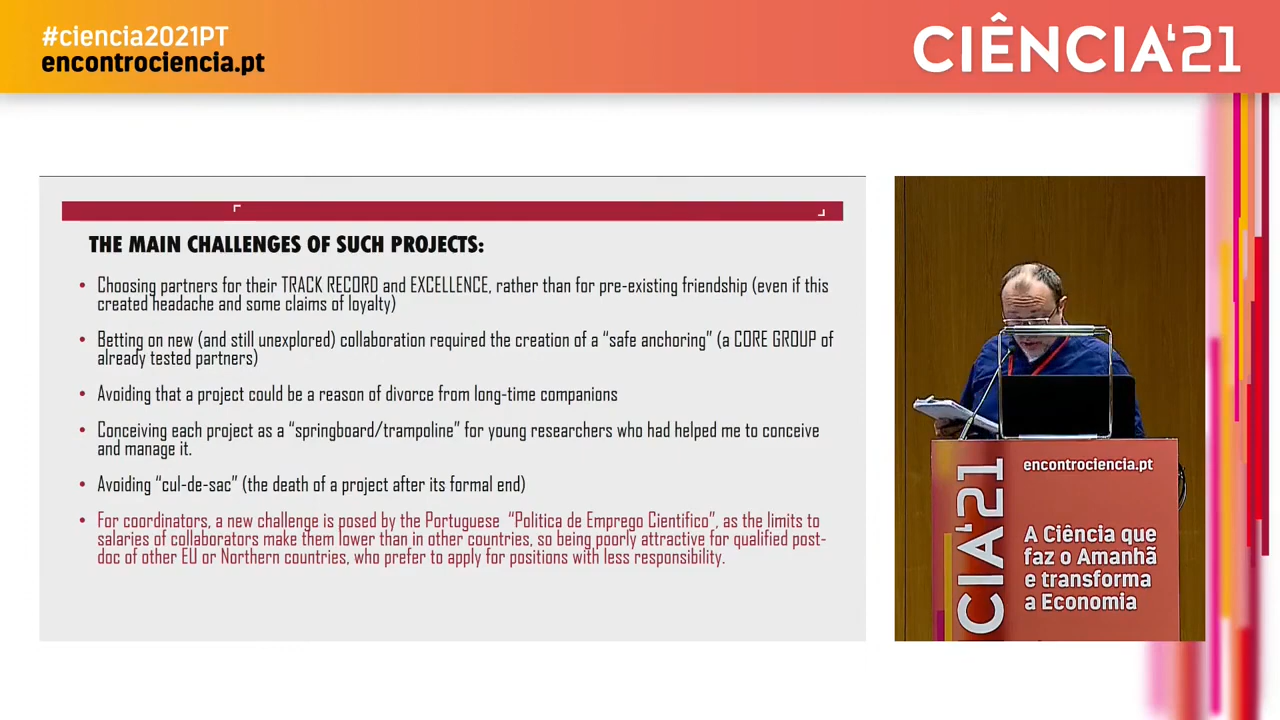 #ciencia2021PT
encontrociencia.pt
CIÊNCIA'21
THE MAIN CHALLENGES OF SUCH PROJECTS:
• Choosing partners for their TRACK RECORD and EXCELLENCE, rather than for pre-existing friendship (even if this
created headache and some claims of loyalty)
• Betting on new (and still unexplored) collaboration required the creation of a “safe anchoring” (a CORE GROUP of
already tested partners)
• Avoiding that a project could be a reason of divorce from long-time companions
• Conceiving each project as a “springboard/trampoline” for young researchers who had helped me to conceive
and manage it.
• Avoiding “cul-de-sac” (the death of a project after its formal end)
• For coordinators, a new challenge is posed by the Portuguese “Politica de Emprego Cientifico”, as the limits to
salaries of collaborators make them lower than in other countries, so being poorly attractive for qualified post-
doc of other EU or Northern countries, who prefer to apply for positions with less responsibility.
CIA'21
encontrociencia.pt
A Ciência que
faz o Amanhã
e transforma
a Economia